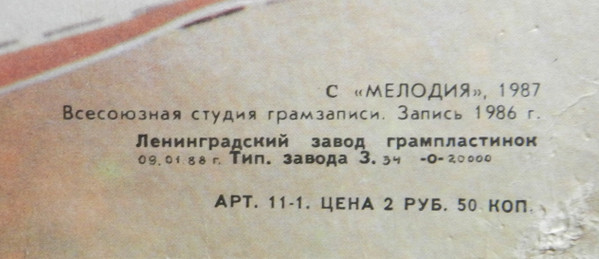 С «МЕЛОДИЯ», 1987
Всесоюзная студия грамзаписи. Запись 1986 г.
Ленинградский завод грампластинок
09.01.88 г. Тип. завода З. 34 -0-20000
АРТ. 11-1. ЦЕНА 2 РУБ. 50 КОП.